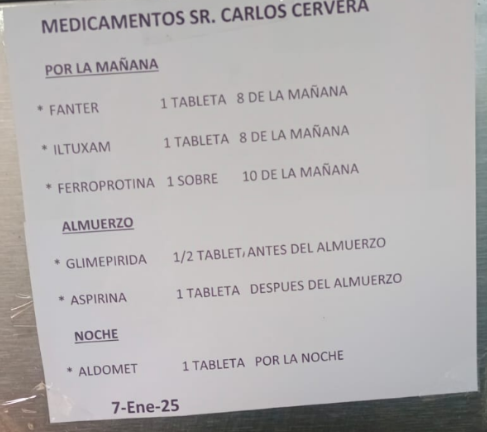 MEDICAMENTOS SR. CARLOS CERVERA
POR LA MAÑANA
* FANTER 1 TABLETA 8 DE LA MAÑANA
* ILTUXAM 1 TABLETA 8 DE LA MAÑANA
* FERROPROTINA 1 SOBRE 10 DE LA MAÑANA
ALMUERZO
* GLIMEPIRIDA 1/2 TABLET, ANTES DEL ALMUERZO
* ASPIRINA 1 TABLETA DESPUES DEL ALMUERZO
NOCHE
* ALDOMET 1 TABLETA POR LA NOCHE
7-Ene-25